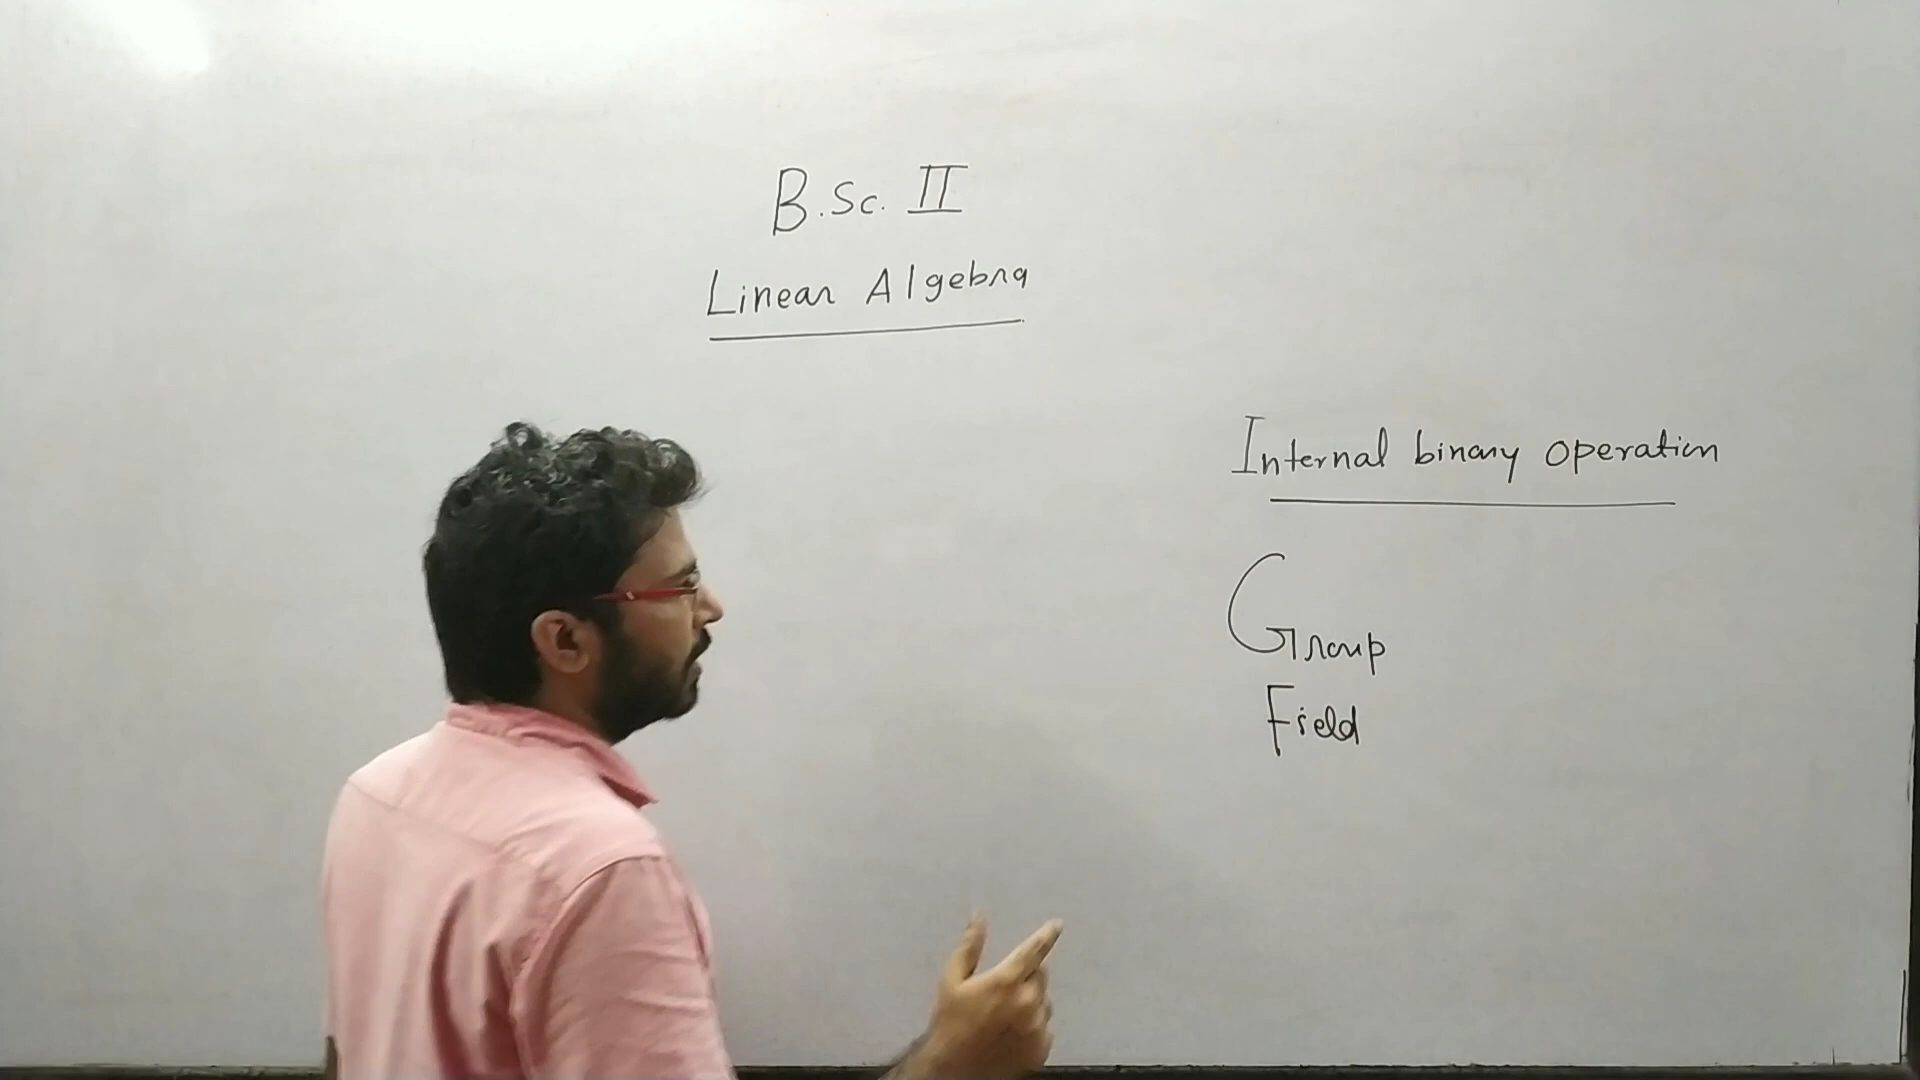 B.Sc. II
Linear Algebra
Internal binary operation
Group
Field